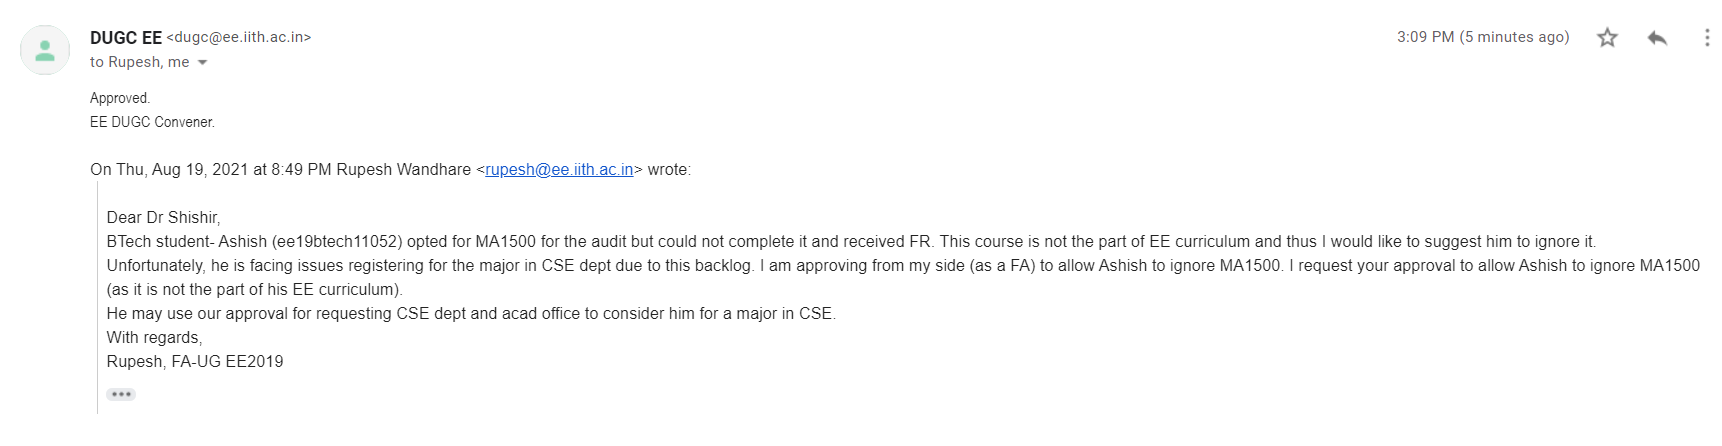 DUGC EE <dugc@ee.iith.ac.in> 3:09 PM (5 minutes ago)
to Rupesh, me
Approved.
EE DUGC Convener.
On Thu, Aug 19, 2021 at 8:49 PM Rupesh Wandhare <rupesh@ee.iith.ac.in> wrote:
Dear Dr Shishir,
BTech student- Ashish (ee19btech11052) opted for MA1500 for the audit but could not complete it and received FR. This course is not the part of EE curriculum and thus I would like to suggest him to ignore it.
Unfortunately, he is facing issues registering for the major in CSE dept due to this backlog. I am approving from my side (as a FA) to allow Ashish to ignore MA1500. I request your approval to allow Ashish to ignore MA1500
(as it is not the part of his EE curriculum).
He may use our approval for requesting CSE dept and acad office to consider him for a major in CSE.
With regards,
Rupesh, FA-UG EE2019